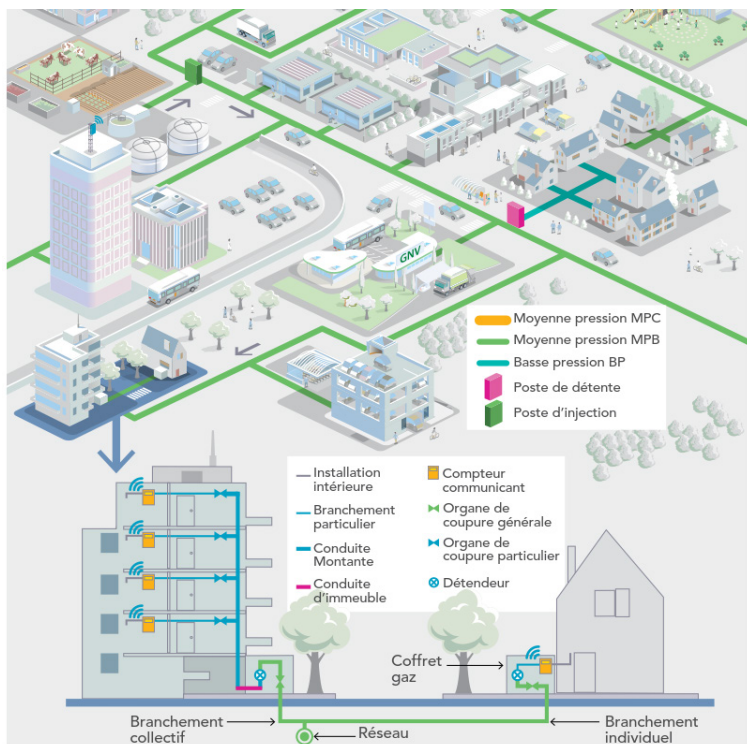 GNV
Moyenne pression MPC
Moyenne pression MPB
Basse pression BP
Poste de détente
Poste d'injection
Installation
intérieure
Branchement
particulier
Conduite
Montante
Conduite
d'immeuble
Compteur
communicant
Organe de
coupure générale
Organe de
coupure particulier
Détendeur
Coffret
gaz
Branchement
collectif
Réseau
Branchement
individuel